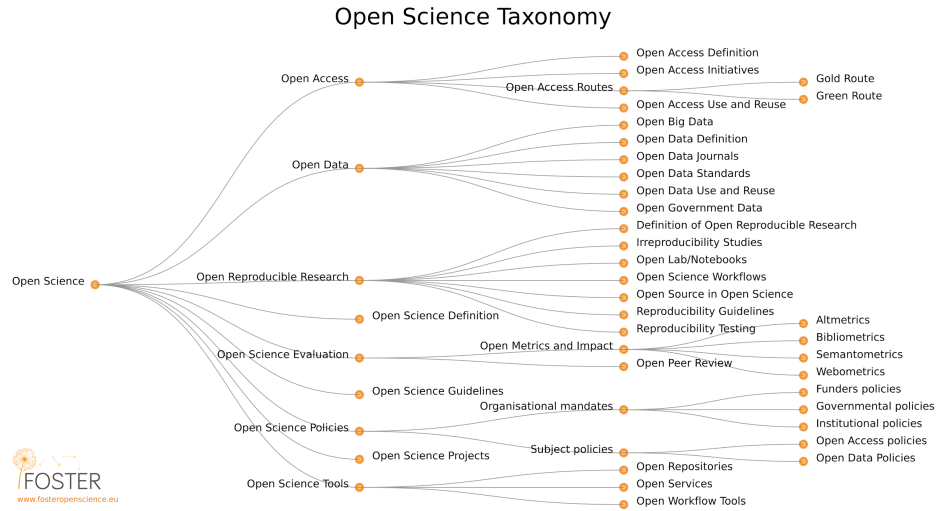 Open Science Taxonomy
Open Science
Open Access
Open Access Definition
Open Access Initiatives
Open Access Routes
Gold Route
Green Route
Open Access Use and Reuse
Open Data
Open Big Data
Open Data Definition
Open Data Journals
Open Data Standards
Open Data Use and Reuse
Open Government Data
Open Reproducible Research
Definition of Open Reproducible Research
Irreproducibility Studies
Open Lab/Notebooks
Open Science Workflows
Open Source in Open Science
Reproducibility Guidelines
Reproducibility Testing
Open Science Definition
Open Science Evaluation
Open Metrics and Impact
Altmetrics
Bibliometrics
Semantometrics
Webometrics
Open Peer Review
Open Science Guidelines
Open Science Policies
Organisational mandates
Funders policies
Governmental policies
Institutional policies
Subject policies
Open Access policies
Open Data Policies
Open Science Projects
Open Science Tools
Open Repositories
Open Services
Open Workflow Tools
FOSTER
www.fosteropenscience.eu